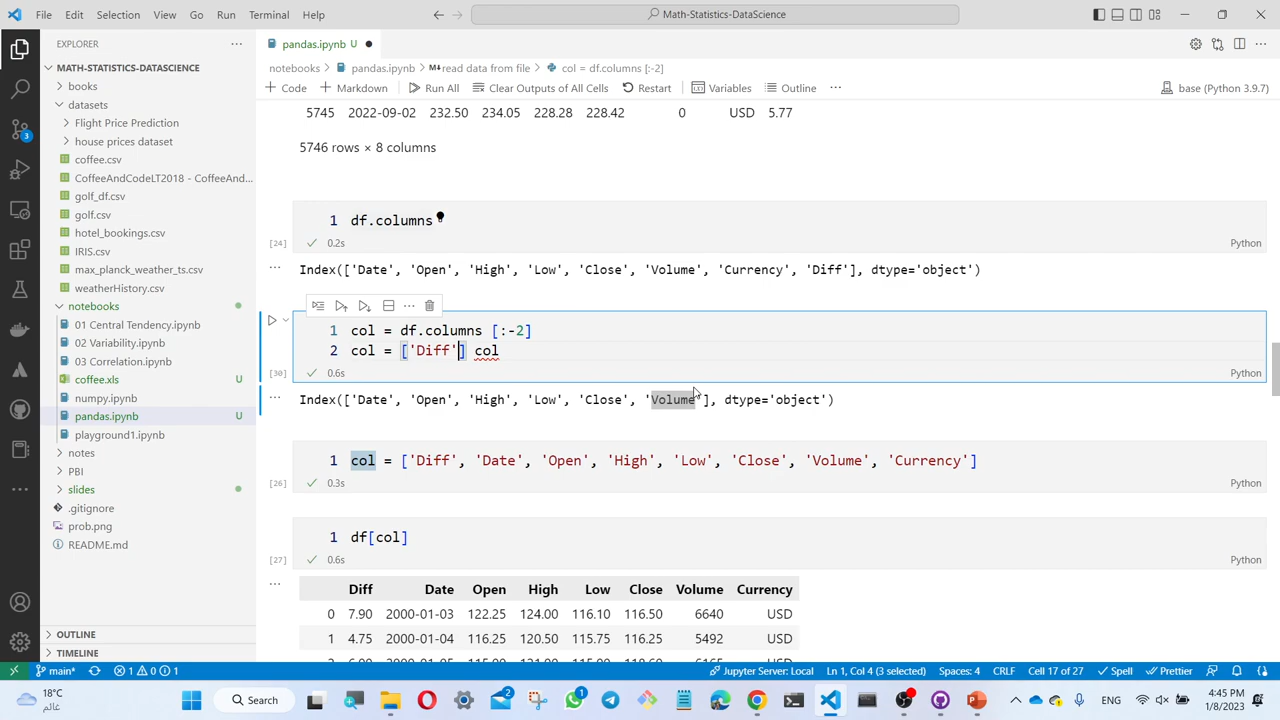 File Edit Selection View Go Run Terminal Help
Math-Statistics-DataScience
EXPLORER
MATH-STATISTICS-DATASCIENCE
books
datasets
Flight Price Prediction
house prices dataset
coffee.csv
CoffeeAndCodeLT2018 - CoffeeAnd...
golf_df.csv
golf.csv
hotel_bookings.csv
IRIS.csv
max_planck_weather_ts.csv
weatherHistory.csv
notebooks
01 Central Tendency.ipynb
02 Variability.ipynb
03 Correlation.ipynb
coffee.xls U
numpy.ipynb
pandas.ipynb U
playground1.ipynb
notes
PBI
slides
.gitignore
prob.png
README.md
OUTLINE
TIMELINE
3
pandas.ipynb U
notebooks > pandas.ipynb > M↓ read data from file > col = df.columns [:-2]
+ Code + Markdown Run All Clear Outputs of All Cells Restart Variables Outline ... base (Python 3.9.7)
5745 2022-09-02 232.50 234.05 228.28 228.42 0 USD 5.77
5746 rows × 8 columns
1 df.columns
[24] ✓ 0.2s Python
... Index(['Date', 'Open', 'High', 'Low', 'Close', 'Volume', 'Currency', 'Diff'], dtype='object')
1 col = df.columns [:-2]
2 col = ['Diff'] col
[30] ✓ 0.6s Python
... Index(['Date', 'Open', 'High', 'Low', 'Close', 'Volume'], dtype='object')
1 col = ['Diff', 'Date', 'Open', 'High', 'Low', 'Close', 'Volume', 'Currency']
[26] ✓ 0.3s Python
1 df[col]
[27] ✓ 0.6s Python
Diff Date Open High Low Close Volume Currency
0 7.90 2000-01-03 122.25 124.00 116.10 116.50 6640 USD
1 4.75 2000-01-04 116.25 120.50 115.75 116.25 5492 USD
main* 1 0 1 Jupyter Server: Local Ln 1, Col 4 (3 selected) Spaces: 4 CRLF Cell 17 of 27 Spell Prettier
18°C
غائم
Search
2
1
ENG
4:45 PM
1/8/2023